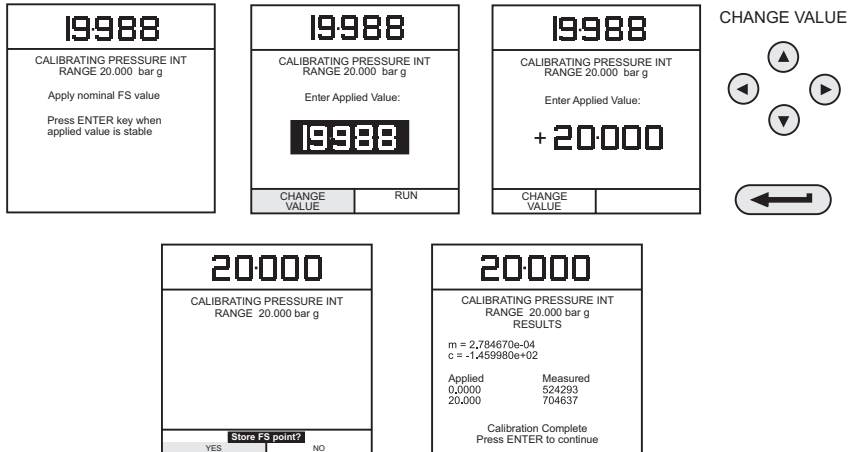 19.988
CALIBRATING PRESSURE INT
RANGE 20.000 bar g
Apply nominal FS value
Press ENTER key when
applied value is stable
19.988
CALIBRATING PRESSURE INT
RANGE 20.000 bar g
Enter Applied Value:
19.988
CHANGE
VALUE
RUN
19.988
CALIBRATING PRESSURE INT
RANGE 20.000 bar g
Enter Applied Value:
+ 20.000
CHANGE
VALUE
CHANGE VALUE
20.000
CALIBRATING PRESSURE INT
RANGE 20.000 bar g
Store FS point?
YES
NO
20.000
CALIBRATING PRESSURE INT
RANGE 20.000 bar g
RESULTS
m = 2.784670e-04
c = -1.459980e+02
Applied Measured
0.0000 524293
20.000 704637
Calibration Complete
Press ENTER to continue